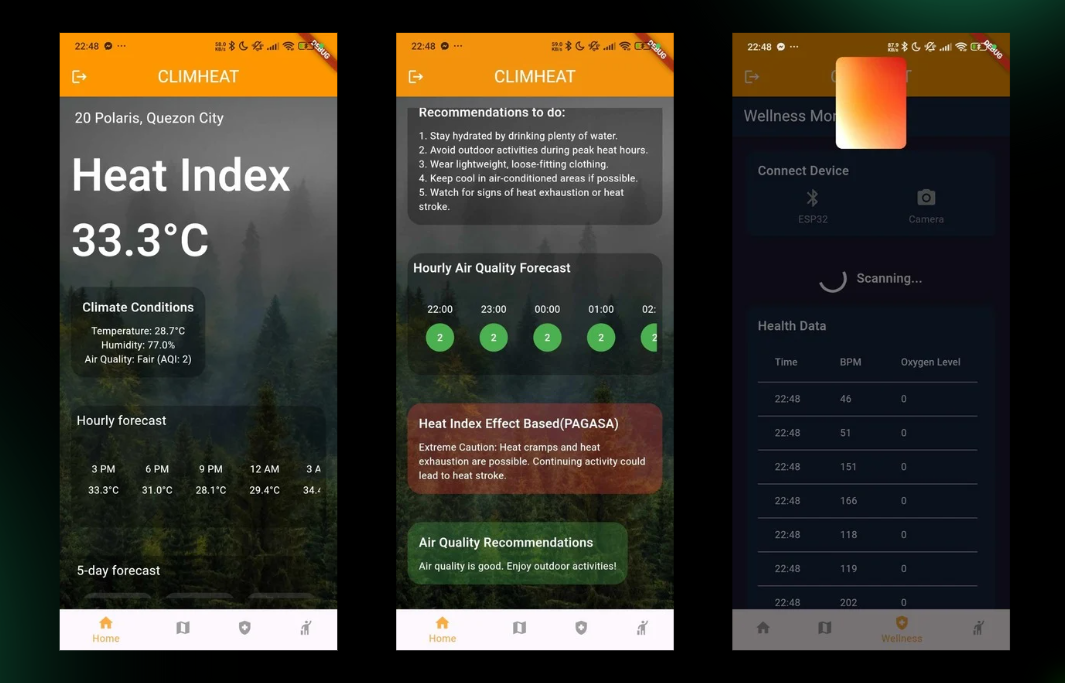 22:48
DEBUG
CLIMHEAT
20 Polaris, Quezon City
Heat Index
33.3°C
Climate Conditions
Temperature: 28.7°C
Humidity: 77.0%
Air Quality: Fair (AQI: 2)
Hourly forecast
3 PM 6 PM 9 PM 12 AM 3 A
33.3°C 31.0°C 28.1°C 29.4°C 34.4
5-day forecast
Home
22:48
DEBUG
CLIMHEAT
Recommendations to do:
1. Stay hydrated by drinking plenty of water.
2. Avoid outdoor activities during peak heat hours.
3. Wear lightweight, loose-fitting clothing.
4. Keep cool in air-conditioned areas if possible.
5. Watch for signs of heat exhaustion or heat
stroke.
Hourly Air Quality Forecast
22:00 23:00 00:00 01:00 02:
2 2 2 2 2
Heat Index Effect Based(PAGASA)
Extreme Caution: Heat cramps and heat
exhaustion are possible. Continuing activity could
lead to heat stroke.
Air Quality Recommendations
Air quality is good. Enjoy outdoor activities!
Home
22:48
DEBUG
C T
Wellness Mor
Connect Device
ESP32 Camera
Scanning...
Health Data
Time BPM Oxygen Level
22:48 46 0
22:48 51 0
22:48 151 0
22:48 166 0
22:48 118 0
22:48 119 0
22:48 202 0
Wellness